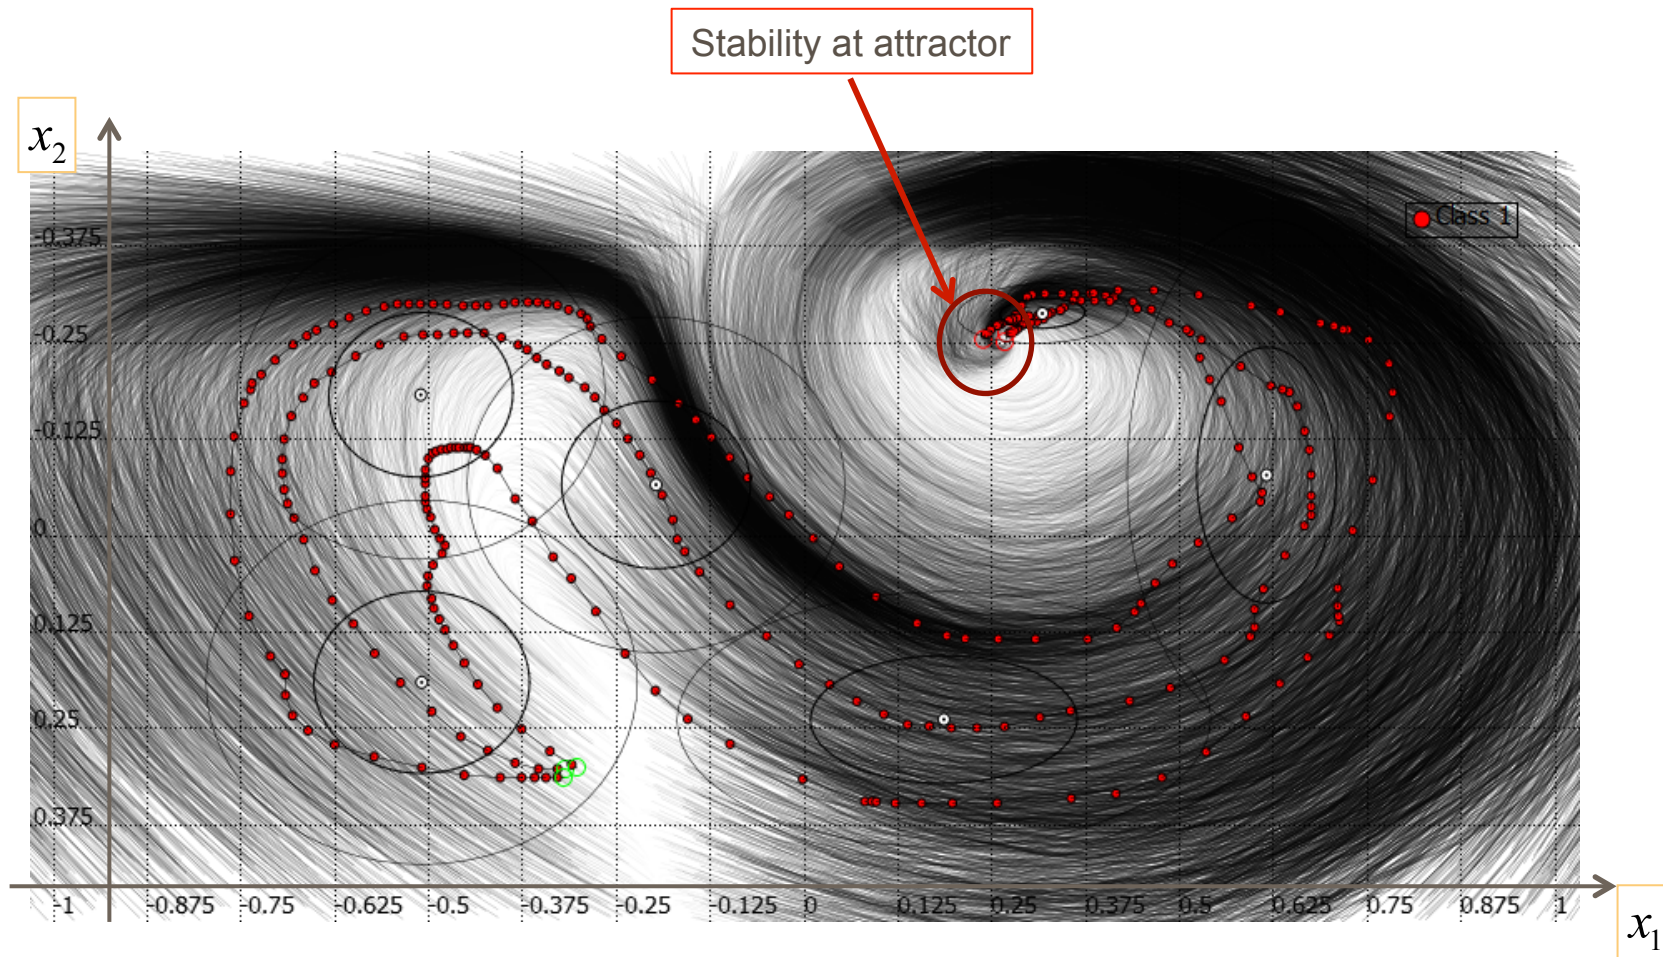 Stability at attractor
x₂
Class 1
-0.375
-0.25
-0.125
0
0.125
0.25
0.375
-1 -0.875 -0.75 -0.625 -0.5 -0.375 -0.25 -0.125 0 0.125 0.25 0.375 0.5 0.625 0.75 0.875 1
x₁